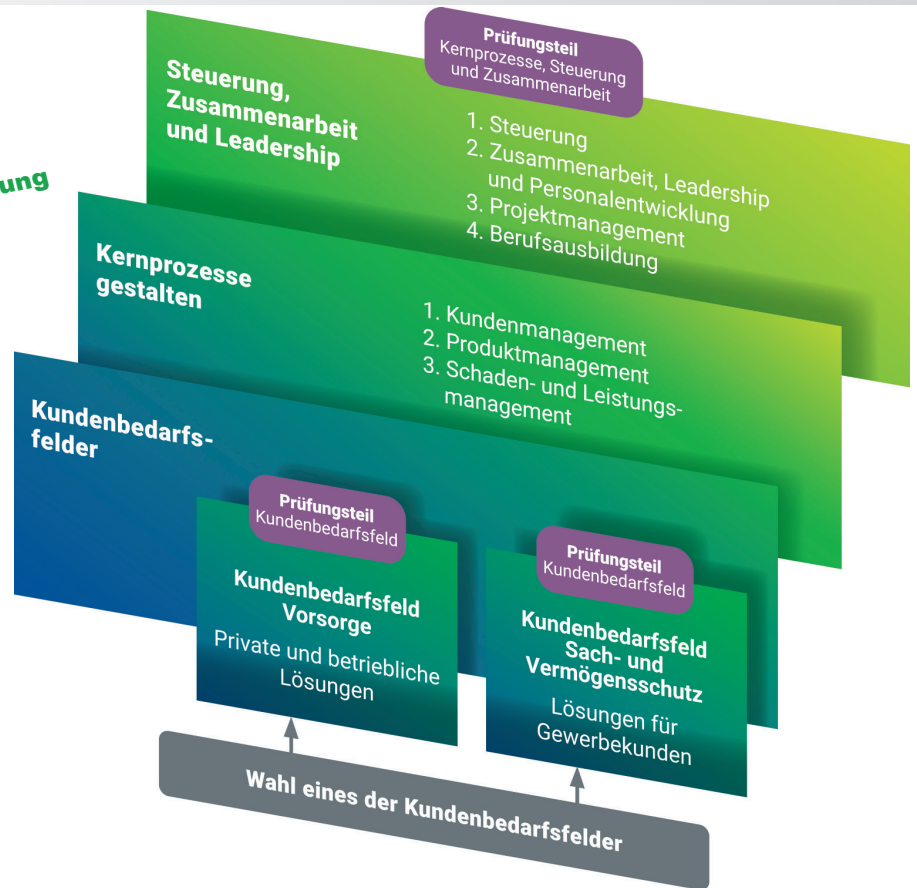 Prüfungsteil
Kernprozesse, Steuerung
und Zusammenarbeit
Steuerung,
Zusammenarbeit
und Leadership
1. Steuerung
2. Zusammenarbeit, Leadership
und Personalentwicklung
3. Projektmanagement
4. Berufsausbildung
ung
Kernprozesse
gestalten
1. Kundenmanagement
2. Produktmanagement
3. Schaden- und Leistungs-
management
Kundenbedarfs-
felder
Prüfungsteil
Kundenbedarfsfeld
Kundenbedarfsfeld
Vorsorge
Private und betriebliche
Lösungen
Prüfungsteil
Kundenbedarfsfeld
Kundenbedarfsfeld
Sach- und
Vermögensschutz
Lösungen für
Gewerbekunden
Wahl eines der Kundenbedarfsfelder